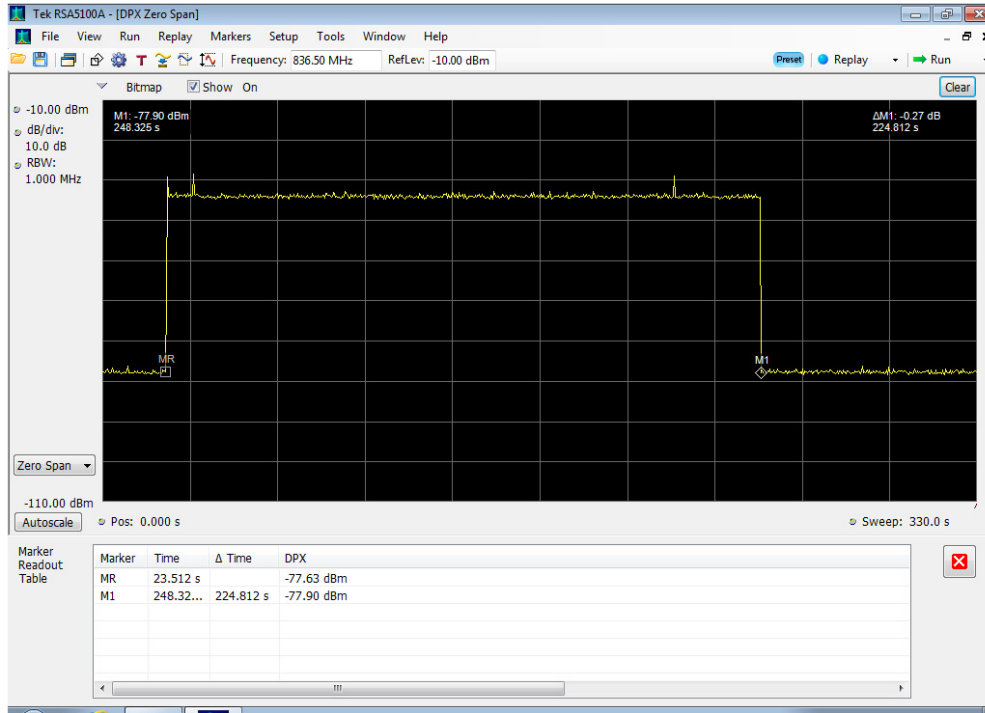 Tek RSA5100A - [DPX Zero Span]
File View Run Replay Markers Setup Tools Window Help
Frequency: 836.50 MHz RefLev: -10.00 dBm Preset Replay Run
Bitmap Show On Clear
-10.00 dBm
dB/div:
10.0 dB
RBW:
1.000 MHz
M1: -77.90 dBm
248.325 s
ΔM1: -0.27 dB
224.812 s
MR
M1
Zero Span
-110.00 dBm
Autoscale Pos: 0.000 s Sweep: 330.0 s
Marker
Readout
Table
Marker Time Δ Time DPX
MR 23.512 s -77.63 dBm
M1 248.32... 224.812 s -77.90 dBm